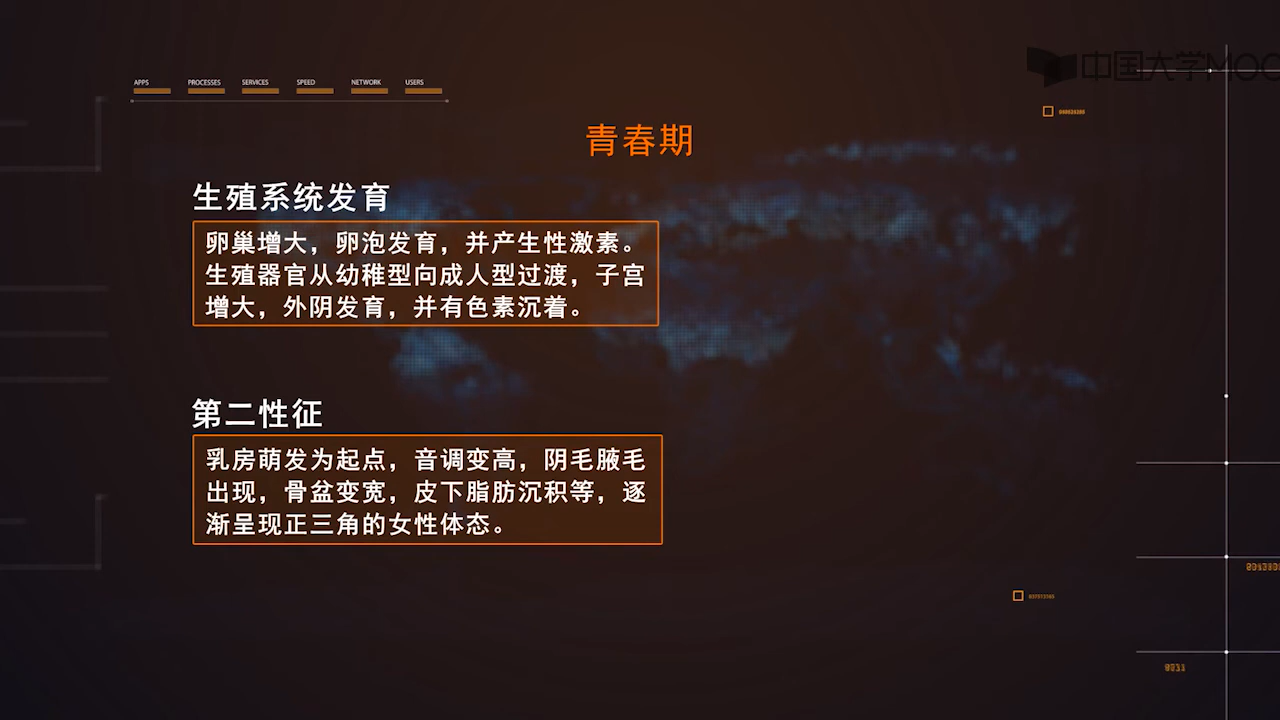 APPS PROCESSES SERVICES SPEED NETWORK USERS
中国大学MOOC
青春期
生殖系统发育
卵巢增大，卵泡发育，并产生性激素。
生殖器官从幼稚型向成人型过渡，子宫
增大，外阴发育，并有色素沉着。
第二性征
乳房萌发为起点，音调变高，阴毛腋毛
出现，骨盆变宽，皮下脂肪沉积等，逐
渐呈现正三角的女性体态。